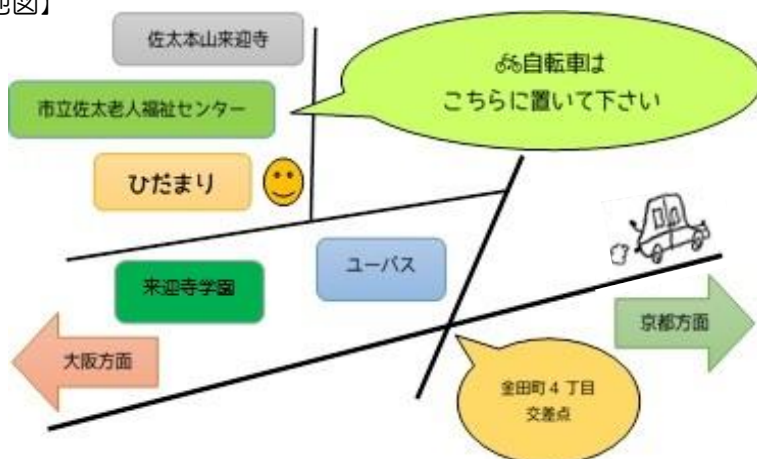 地図】
佐太本山来迎寺
🚲自転車は
こちらに置いて下さい
市立佐太老人福祉センター
ひだまり
ユーバス
来迎寺学園
京都方面
大阪方面
金田町4丁目
交差点